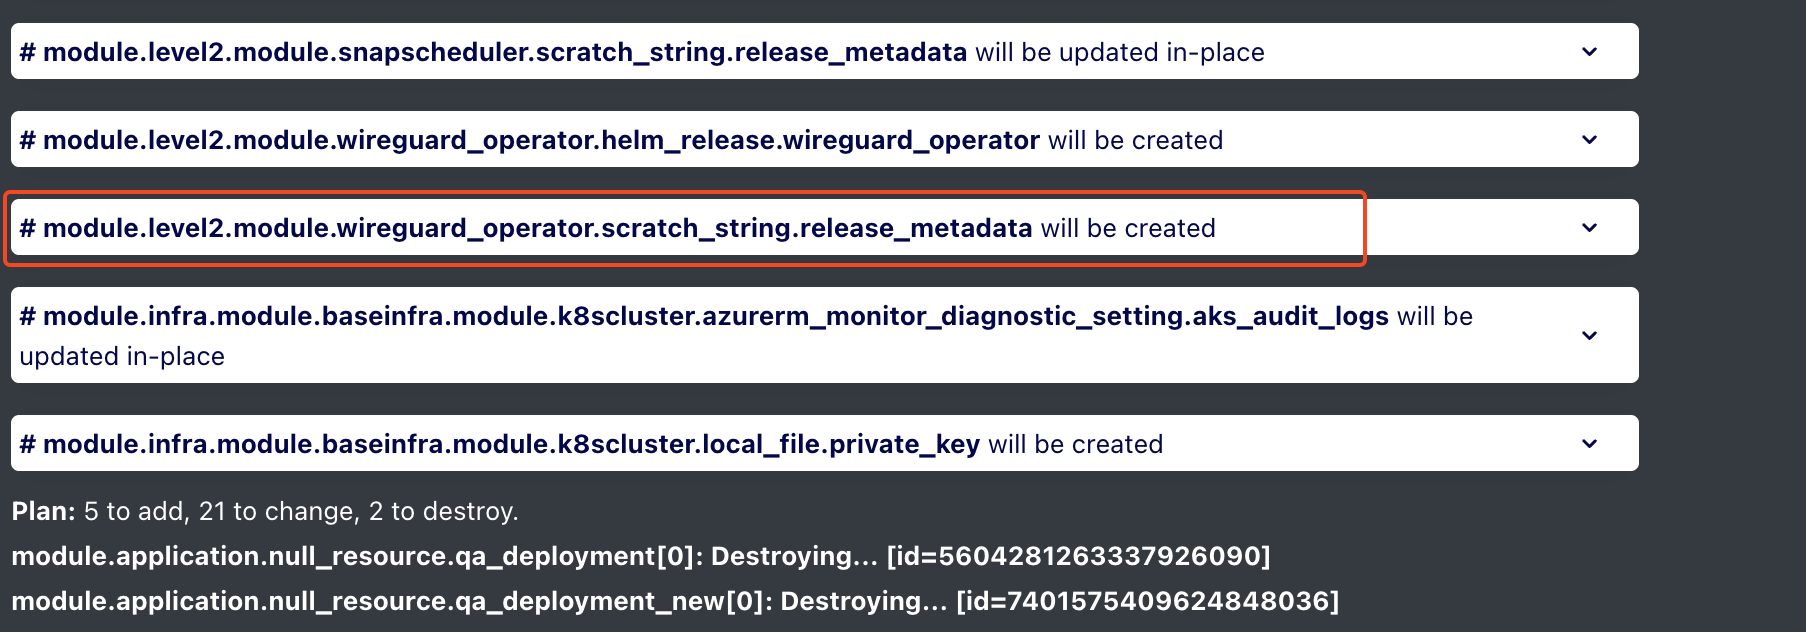 # module.level2.module.snapscheduler.scratch_string.release_metadata will be updated in-place
# module.level2.module.wireguard_operator.helm_release.wireguard_operator will be created
# module.level2.module.wireguard_operator.scratch_string.release_metadata will be created
# module.infra.module.baseinfra.module.k8scluster.azurerm_monitor_diagnostic_setting.aks_audit_logs will be
updated in-place
# module.infra.module.baseinfra.module.k8scluster.local_file.private_key will be created
Plan: 5 to add, 21 to change, 2 to destroy.
module.application.null_resource.qa_deployment[0]: Destroying... [id=5604281263337926090]
module.application.null_resource.qa_deployment_new[0]: Destroying... [id=7401575409624848036]